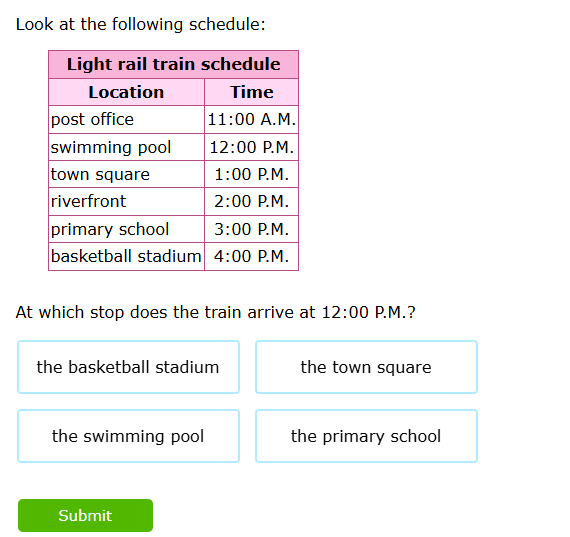 Look at the following schedule:
Light rail train schedule
Location Time
post office 11:00 A.M.
swimming pool 12:00 P.M.
town square 1:00 P.M.
riverfront 2:00 P.M.
primary school 3:00 P.M.
basketball stadium 4:00 P.M.
At which stop does the train arrive at 12:00 P.M.?
the basketball stadium the town square
the swimming pool the primary school
Submit